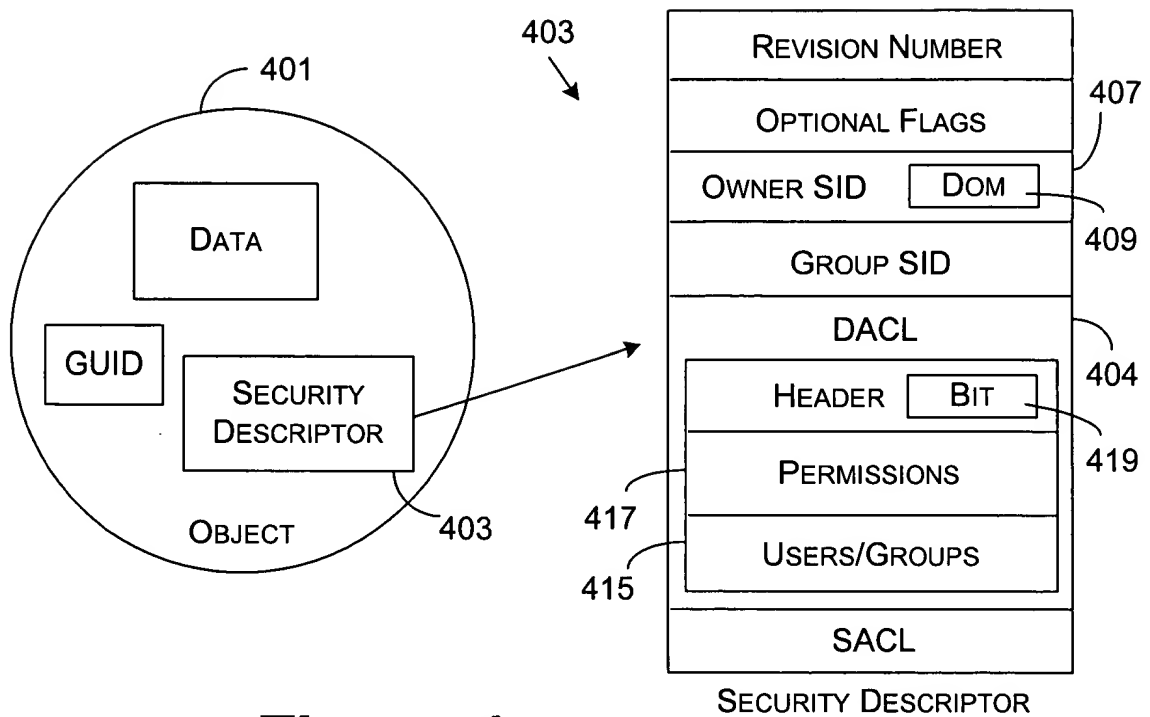 401
DATA
GUID
SECURITY
DESCRIPTOR
403
OBJECT
403
REVISION NUMBER
OPTIONAL FLAGS
407
OWNER SID DOM
409
GROUP SID
DACL
404
HEADER BIT
419
PERMISSIONS
417
USERS/GROUPS
415
SACL
SECURITY DESCRIPTOR